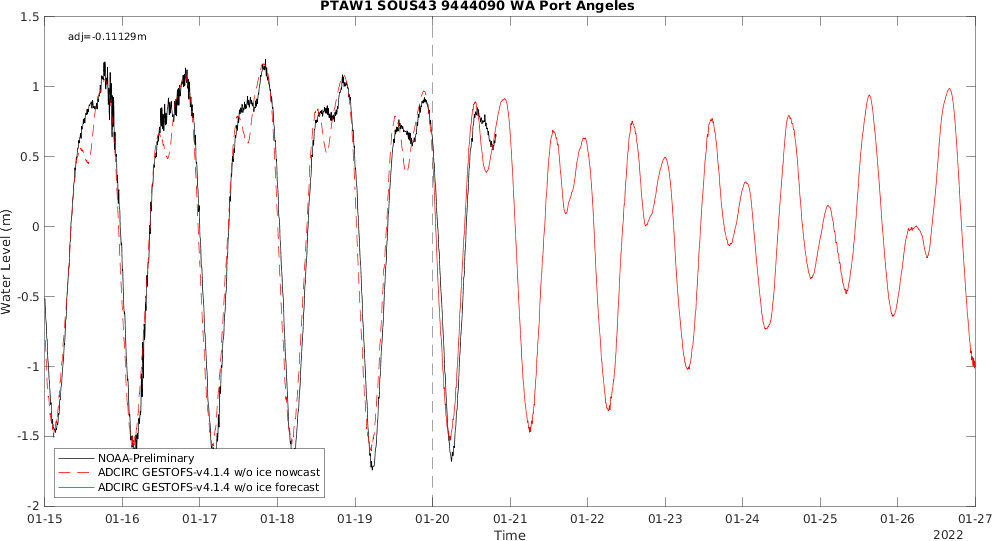 PTAW1 SOUS43 9444090 WA Port Angeles
adj=-0.11129m
Water Level (m)
1.5
1
0.5
0
-0.5
-1
-1.5
-2
NOAA-Preliminary
ADCIRC GESTOFS-v4.1.4 w/o ice nowcast
ADCIRC GESTOFS-v4.1.4 w/o ice forecast
01-15 01-16 01-17 01-18 01-19 01-20 01-21 01-22 01-23 01-24 01-25 01-26 01-27
Time
2022